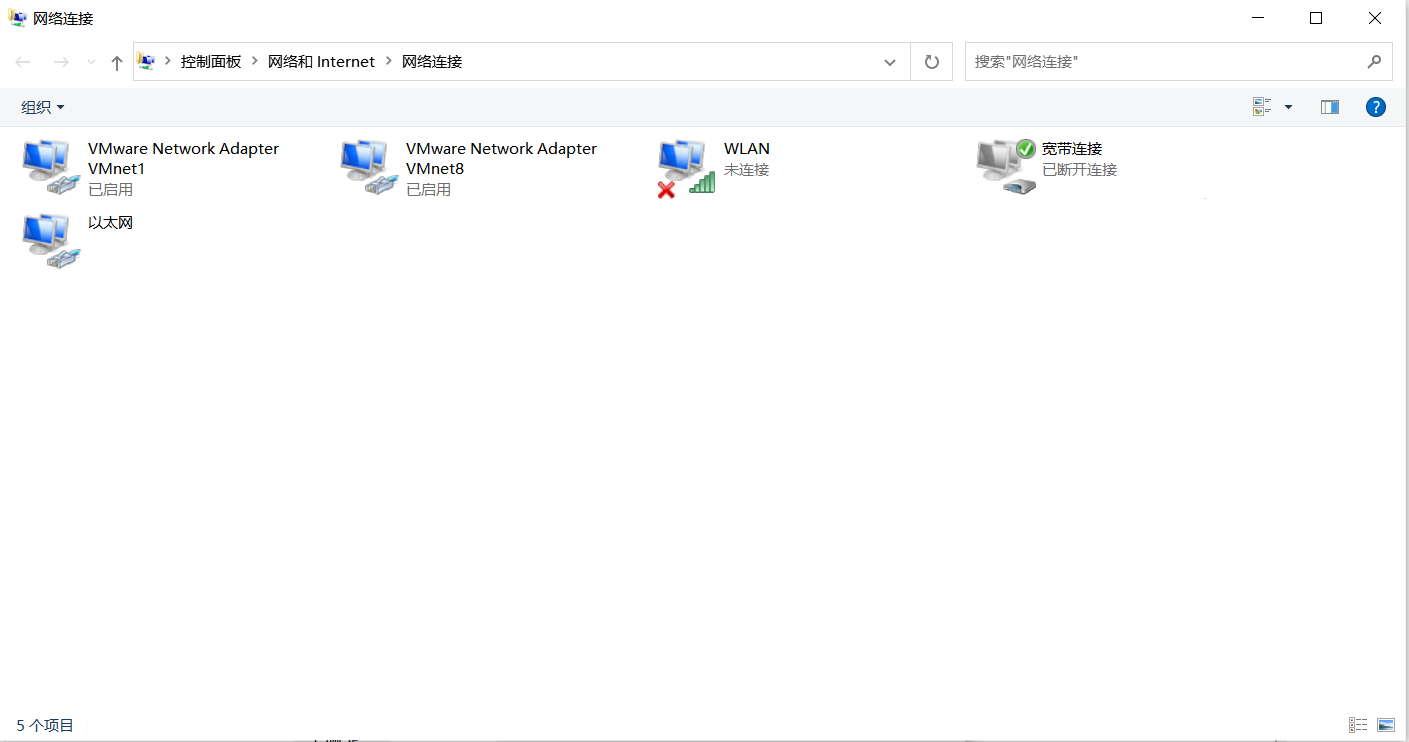 网络连接
控制面板 > 网络和 Internet > 网络连接
搜索"网络连接"
组织
?
VMware Network Adapter
VMnet1
已启用
VMware Network Adapter
VMnet8
已启用
WLAN
未连接
宽带连接
已断开连接
以太网
5 个项目